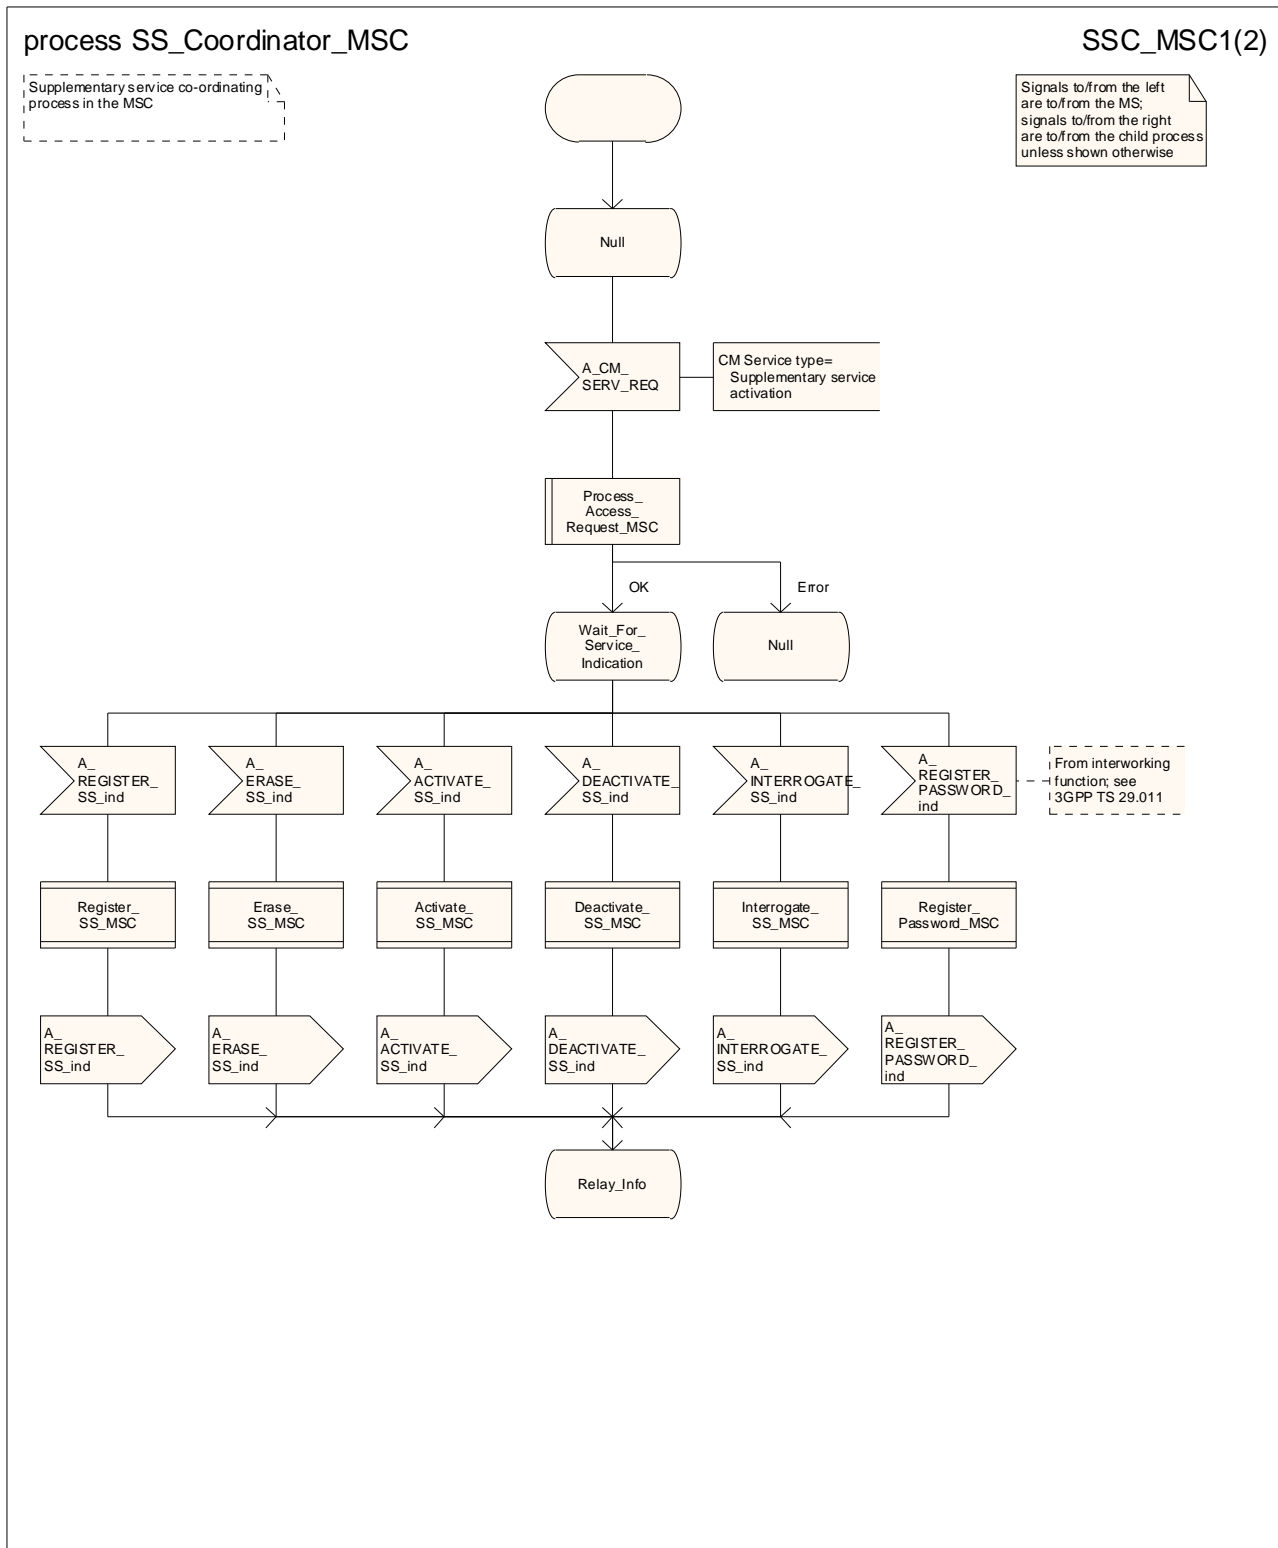 process SS_Coordinator_MSC
SSC_MSC1(2)
Supplementary service co-ordinating
process in the MSC
Signals to/from the left
are to/from the MS;
signals to/from the right
are to/from the child process
unless shown otherwise
Null
A_CM_
SERV_REQ
CM Service type=
Supplementary service
activation
Process_
Access_
Request_MSC
OK
Error
Wait_For_
Service_
Indication
Null
A_
REGISTER_
SS_ind
A_
ERASE_
SS_ind
A_
ACTIVATE_
SS_ind
A_
DEACTIVATE_
SS_ind
A_
INTERROGATE_
SS_ind
A_
REGISTER_
PASSWORD_
ind
From interworking
function; see
3GPP TS 29.011
Register_
SS_MSC
Erase_
SS_MSC
Activate_
SS_MSC
Deactivate_
SS_MSC
Interrogate_
SS_MSC
Register_
Password_MSC
A_
REGISTER_
SS_ind
A_
ERASE_
SS_ind
A_
ACTIVATE_
SS_ind
A_
DEACTIVATE_
SS_ind
A_
INTERROGATE_
SS_ind
A_
REGISTER_
PASSWORD_
ind
Relay_Info